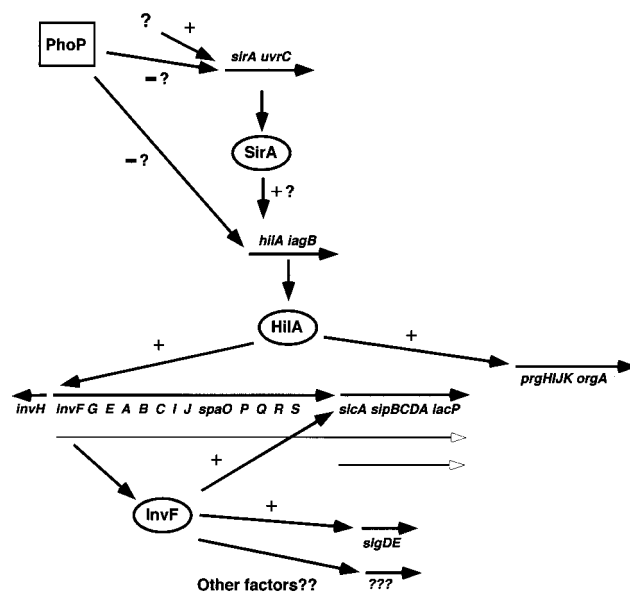 ?
+
PhoP
sirA uvrC
– ?
SirA
– ?
+ ?
hilA iagB
HilA
+
+
prgHIJK orgA
invH invF G E A B C I J spaO P Q R S sicA sipBCDA iacP
+
InvF
+
sigDE
Other factors??
???